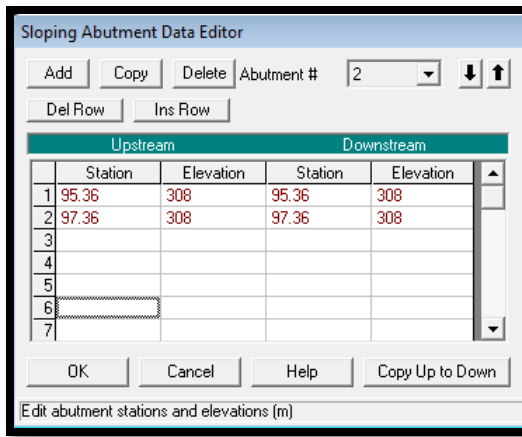 Sloping Abutment Data Editor
Add Copy Delete Abutment # 2
Del Row Ins Row
Upstream Downstream
Station Elevation Station Elevation
1 95.36 308 95.36 308
2 97.36 308 97.36 308
3
4
5
6
7
OK Cancel Help Copy Up to Down
Edit abutment stations and elevations (m)